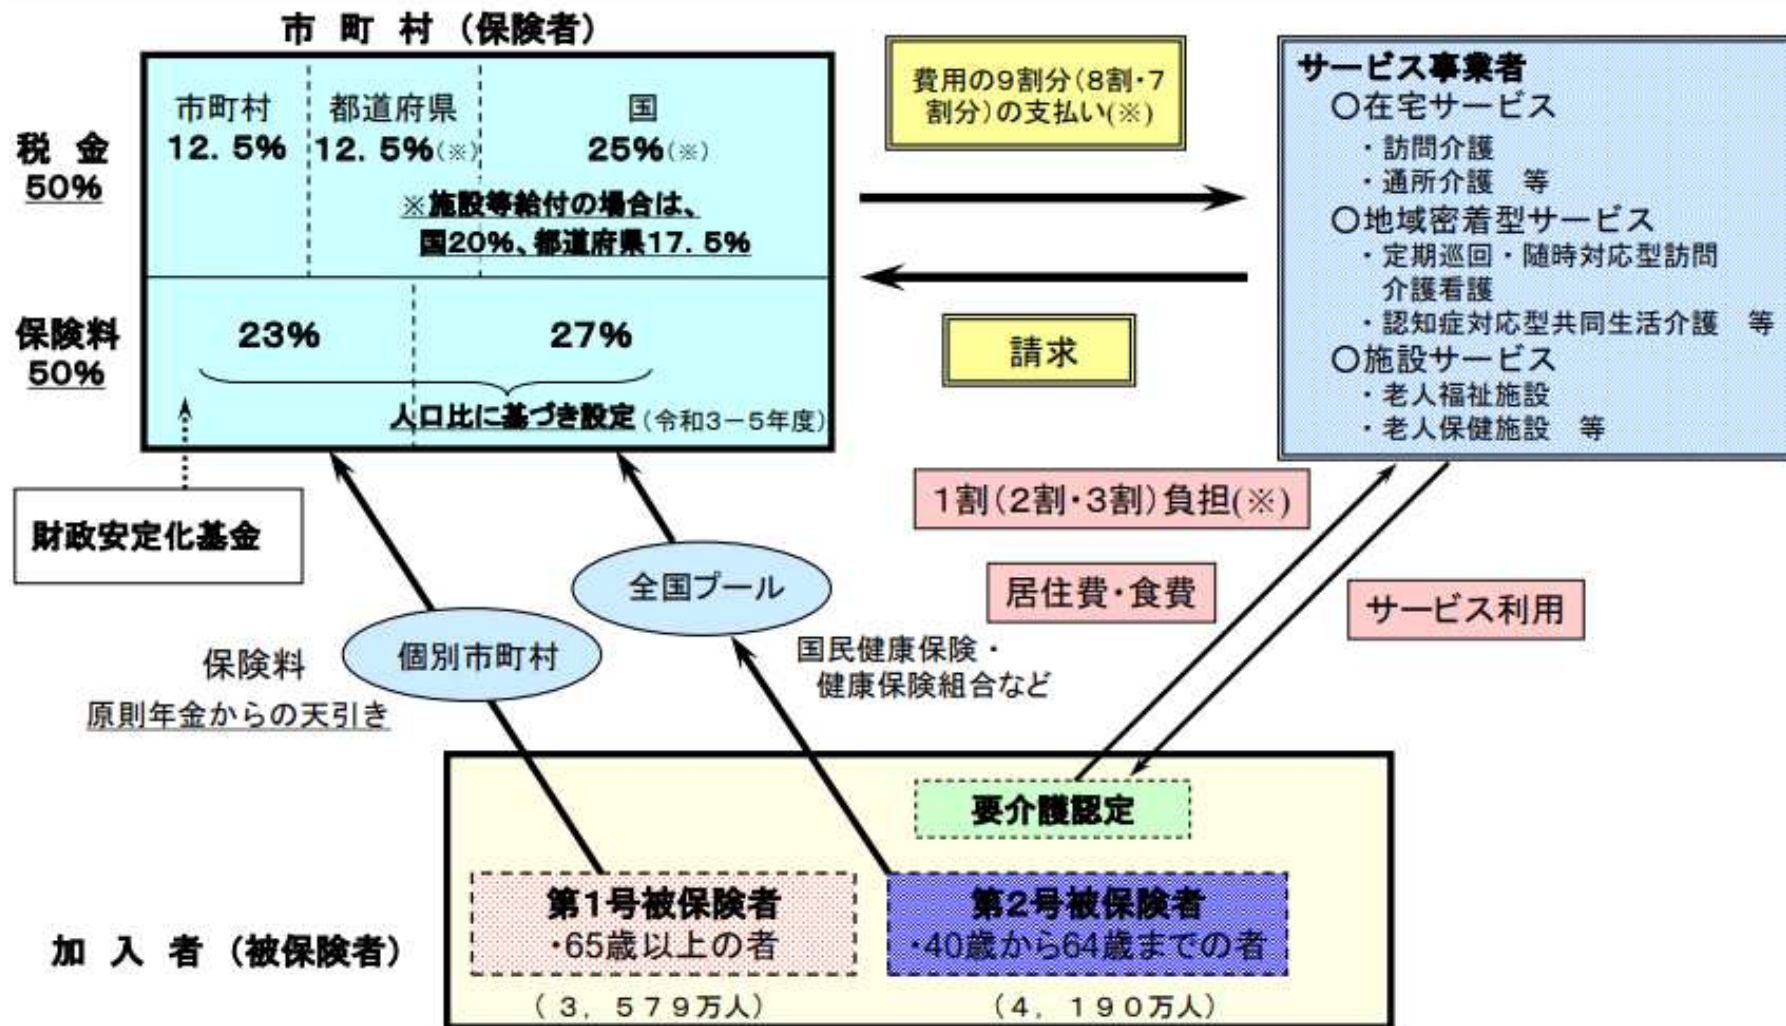 市 町 村 （保険者）
税 金
50%
市町村
12. 5%
都道府県
12. 5%(※)
国
25%(※)
※施設等給付の場合は、
国20%、都道府県17. 5%
保険料
50%
23%
27%
人口比に基づき設定 (令和3－5年度)
財政安定化基金
費用の9割分(8割・7
割分)の支払い(※)
請求
サービス事業者
〇在宅サービス
・訪問介護
・通所介護 等
〇地域密着型サービス
・定期巡回・随時対応型訪問
介護看護
・認知症対応型共同生活介護 等
〇施設サービス
・老人福祉施設
・老人保健施設 等
1割(2割・3割)負担(※)
居住費・食費
サービス利用
全国プール
個別市町村
保険料
原則年金からの天引き
国民健康保険・
健康保険組合など
要介護認定
加 入 者 （被保険者）
第1号被保険者
・65歳以上の者
（３，５７９万人）
第2号被保険者
・40歳から64歳までの者
（４，１９０万人）